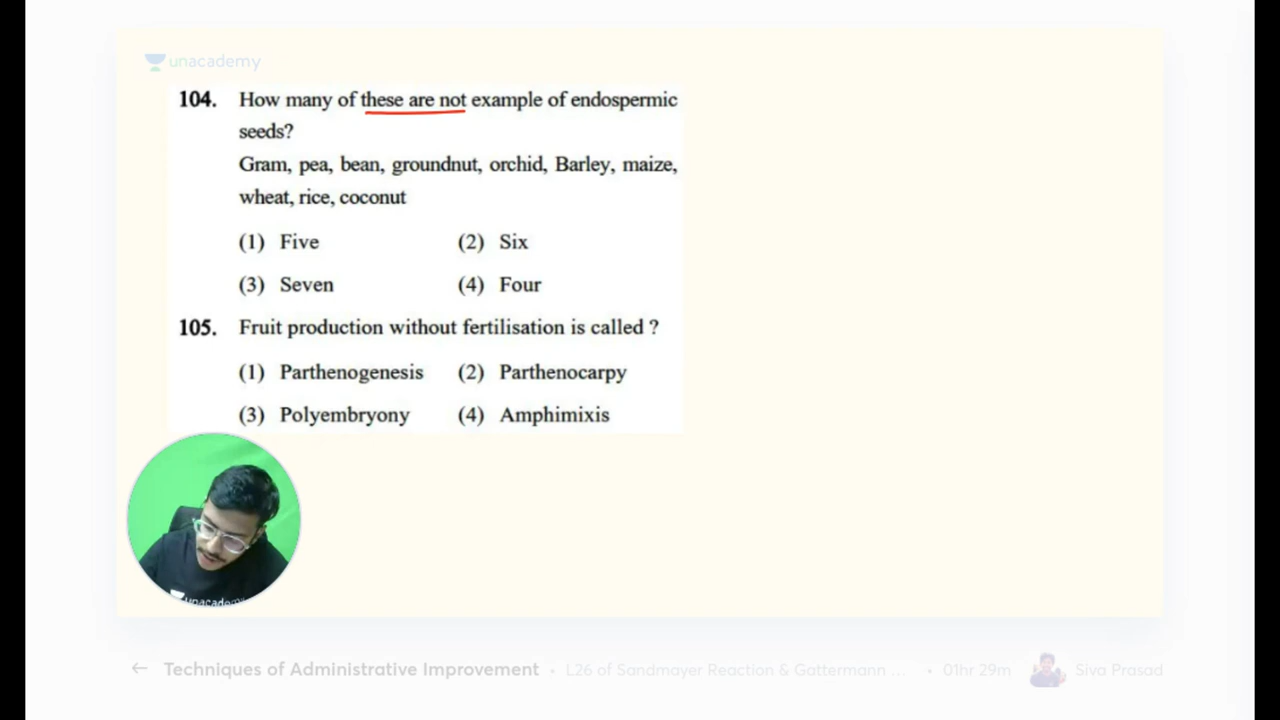 unacademy
104. How many of these are not example of endospermic
seeds?
Gram, pea, bean, groundnut, orchid, Barley, maize,
wheat, rice, coconut
(1) Five (2) Six
(3) Seven (4) Four
105. Fruit production without fertilisation is called ?
(1) Parthenogenesis (2) Parthenocarpy
(3) Polyembryony (4) Amphimixis
unacademy
← Techniques of Administrative Improvement • L26 of Sandmayer Reaction & Gattermann ... • 01hr 29m Siva Prasad